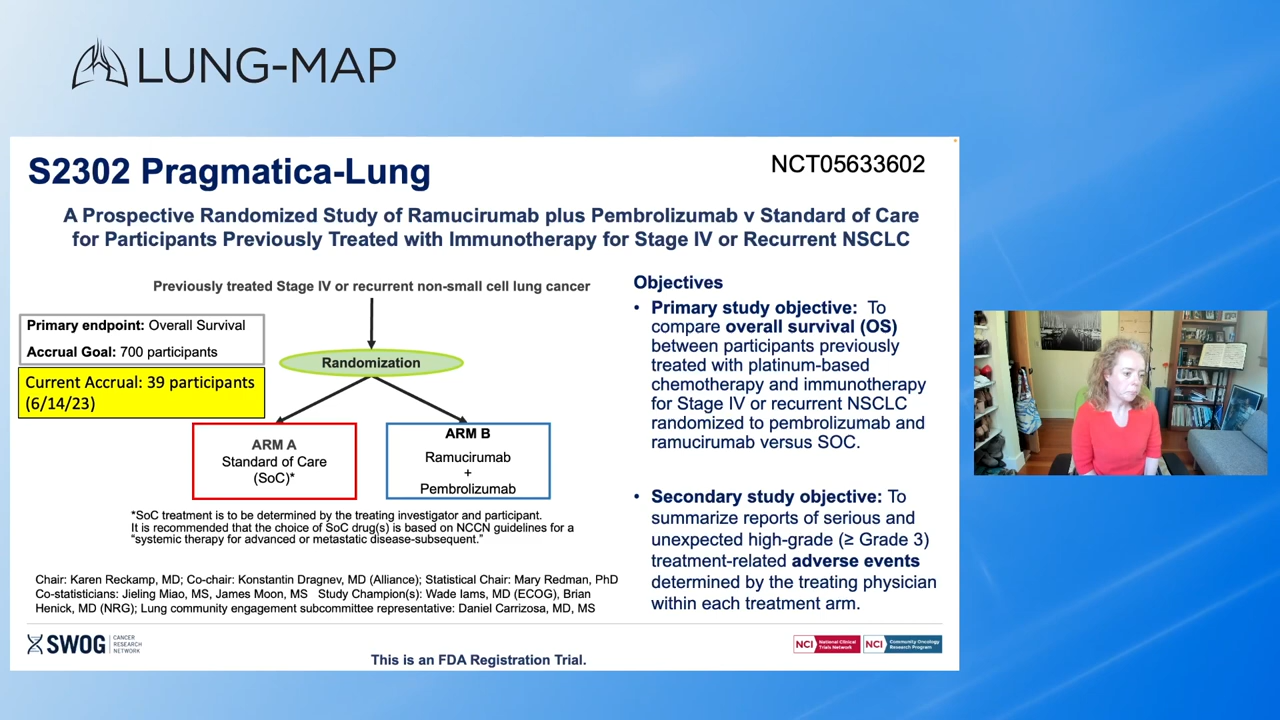 LUNG-MAP
S2302 Pragmatica-Lung
NCT05633602
A Prospective Randomized Study of Ramucirumab plus Pembrolizumab v Standard of Care
for Participants Previously Treated with Immunotherapy for Stage IV or Recurrent NSCLC
Previously treated Stage IV or recurrent non-small cell lung cancer
Primary endpoint: Overall Survival
Accrual Goal: 700 participants
Current Accrual: 39 participants
(6/14/23)
Randomization
ARM A
Standard of Care
(SoC)*
ARM B
Ramucirumab
+
Pembrolizumab
*SoC treatment is to be determined by the treating investigator and participant.
It is recommended that the choice of SoC drug(s) is based on NCCN guidelines for a
“systemic therapy for advanced or metastatic disease-subsequent.”
Objectives
• Primary study objective: To
compare overall survival (OS)
between participants previously
treated with platinum-based
chemotherapy and immunotherapy
for Stage IV or recurrent NSCLC
randomized to pembrolizumab and
ramucirumab versus SOC.
• Secondary study objective: To
summarize reports of serious and
unexpected high-grade (≥ Grade 3)
treatment-related adverse events
determined by the treating physician
within each treatment arm.
Chair: Karen Reckamp, MD; Co-chair: Konstantin Dragnev, MD (Alliance); Statistical Chair: Mary Redman, PhD
Co-statisticians: Jieling Miao, MS, James Moon, MS Study Champion(s): Wade Iams, MD (ECOG), Brian
Henick, MD (NRG); Lung community engagement subcommittee representative: Daniel Carrizosa, MD, MS
SWOG
CANCER
RESEARCH
NETWORK
This is an FDA Registration Trial.
NCI National Clinical
Trials Network
NCI Community Oncology
Research Program